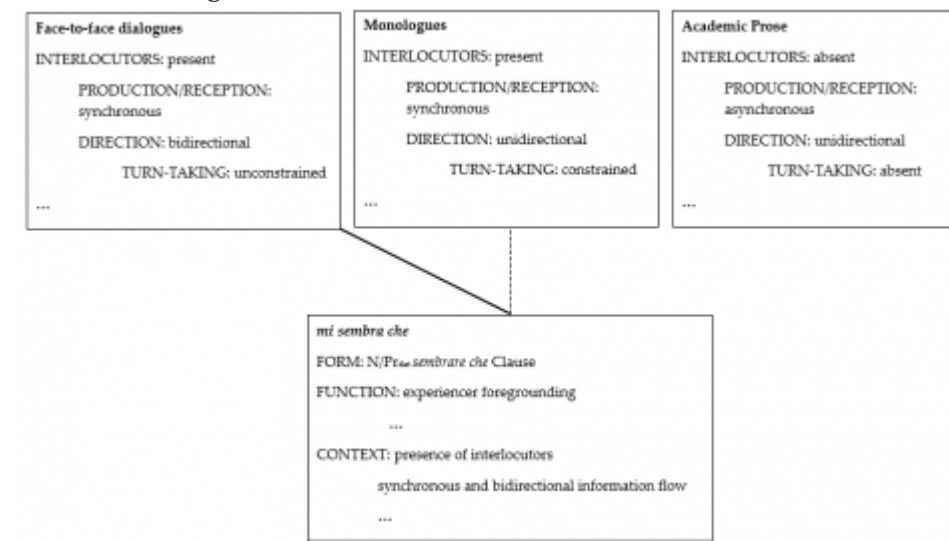 Face-to-face dialogues
INTERLOCUTORS: present
PRODUCTION/RECEPTION:
synchronous
DIRECTION: bidirectional
TURN-TAKING: unconstrained
...
Monologues
INTERLOCUTORS: present
PRODUCTION/RECEPTION:
synchronous
DIRECTION: unidirectional
TURN-TAKING: constrained
...
Academic Prose
INTERLOCUTORS: absent
PRODUCTION/RECEPTION:
asynchronous
DIRECTION: unidirectional
TURN-TAKING: absent
...
mi sembra che
FORM: sembrare che Clause
FUNCTION: experiencer foregrounding
...
CONTEXT: presence of interlocutors
synchronous and bidirectional information flow
...